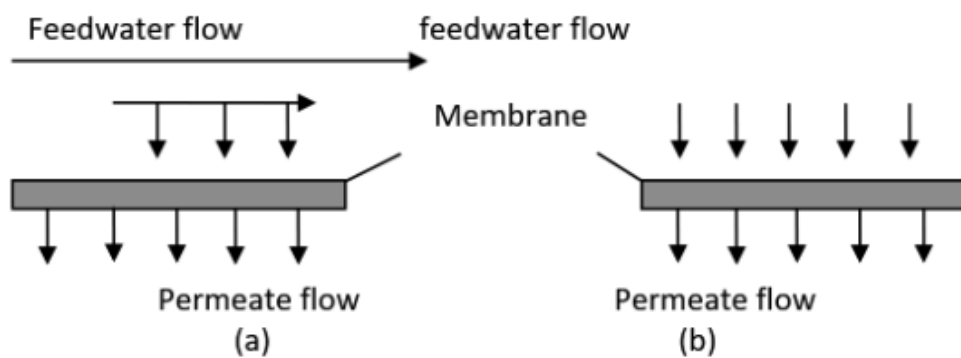 Feedwater flow
feedwater flow
Membrane
Permeate flow
(a)
Permeate flow
(b)